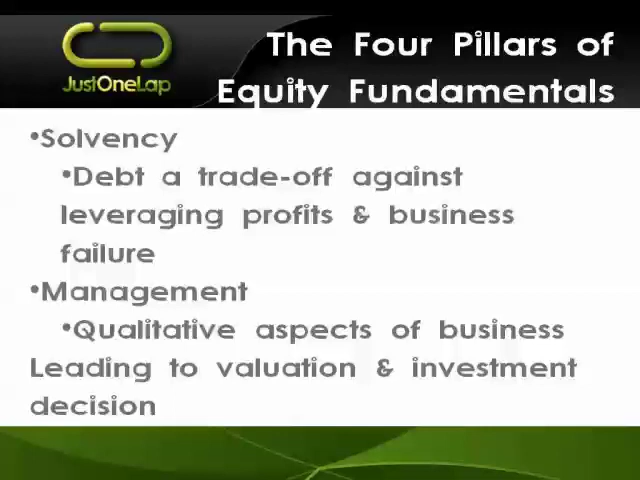 JustOneLap
The Four Pillars of
Equity Fundamentals
•Solvency
•Debt a trade-off against
leveraging profits & business
failure
•Management
•Qualitative aspects of business
Leading to valuation & investment
decision